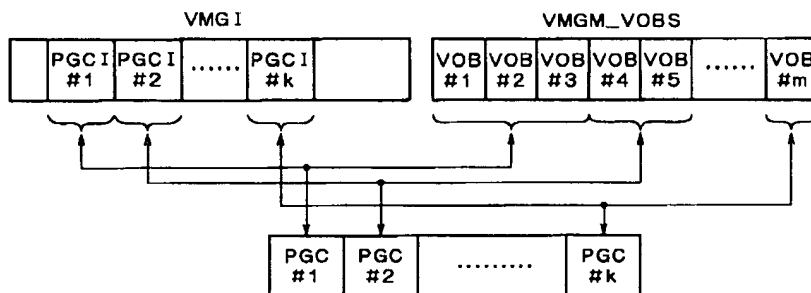 VMGI VMGM_VOBS
PGCI PGCI ...... PGCI VOB VOB VOB VOB VOB ...... VOB
#1 #2 #k #1 #2 #3 #4 #5 #m
PGC PGC ......... PGC
#1 #2 #k